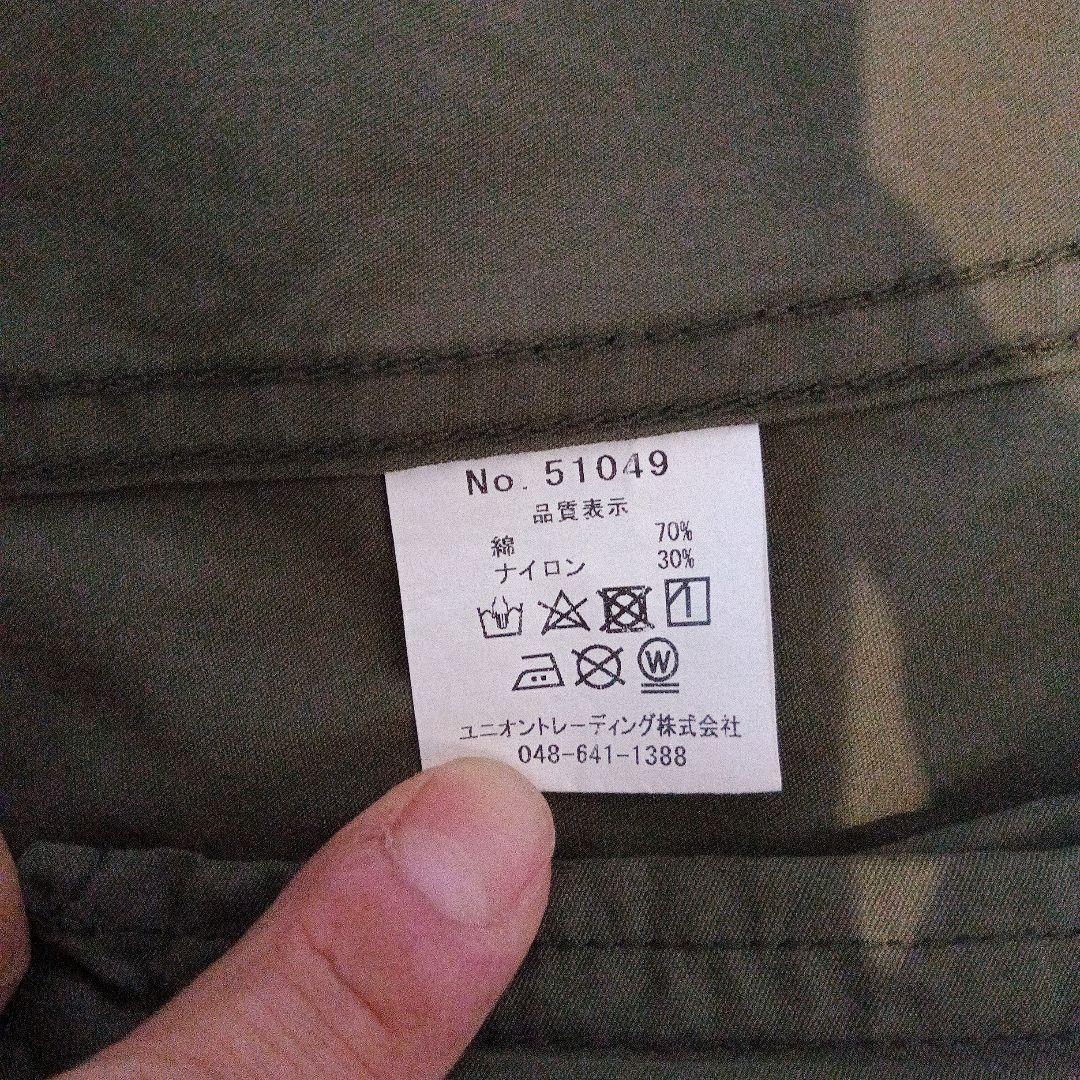 No. 51049
品質表示
綿 70%
ナイロン 30%
W
ユニオントレーディング株式会社
048-641-1388